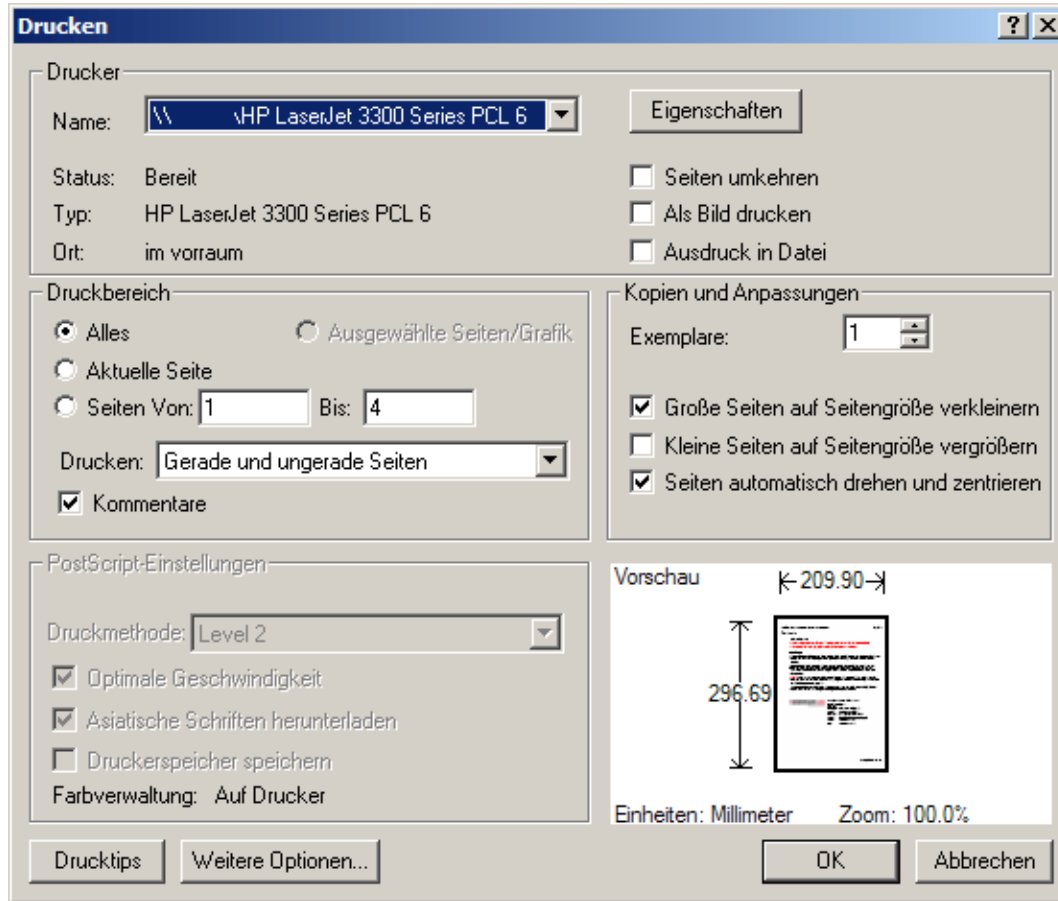 Drucken
Drucker
Name: \\ \HP LaserJet 3300 Series PCL 6
Eigenschaften
Status: Bereit
Seiten umkehren
Typ: HP LaserJet 3300 Series PCL 6
Als Bild drucken
Ort: im vorraum
Ausdruck in Datei
Druckbereich
Alles
Ausgewählte Seiten/Grafik
Aktuelle Seite
Seiten Von: 1 Bis: 4
Drucken: Gerade und ungerade Seiten
Kommentare
Kopien und Anpassungen
Exemplare: 1
Große Seiten auf Seitengröße verkleinern
Kleine Seiten auf Seitengröße vergrößern
Seiten automatisch drehen und zentrieren
PostScript-Einstellungen
Druckmethode: Level 2
Optimale Geschwindigkeit
Asiatische Schriften herunterladen
Druckerspeicher speichern
Farbverwaltung: Auf Drucker
Vorschau
209.90
296.69
Einheiten: Millimeter Zoom: 100.0%
Drucktips
Weitere Optionen...
OK
Abbrechen